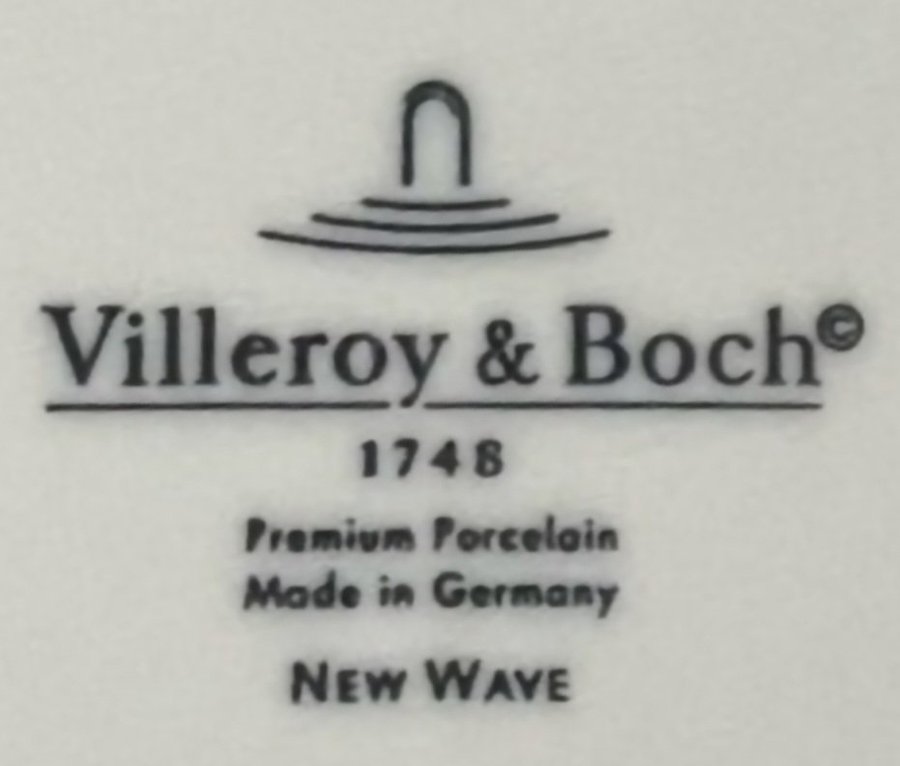 Villeroy & Boch©
1748
Premium Porcelain
Made in Germany
NEW WAVE